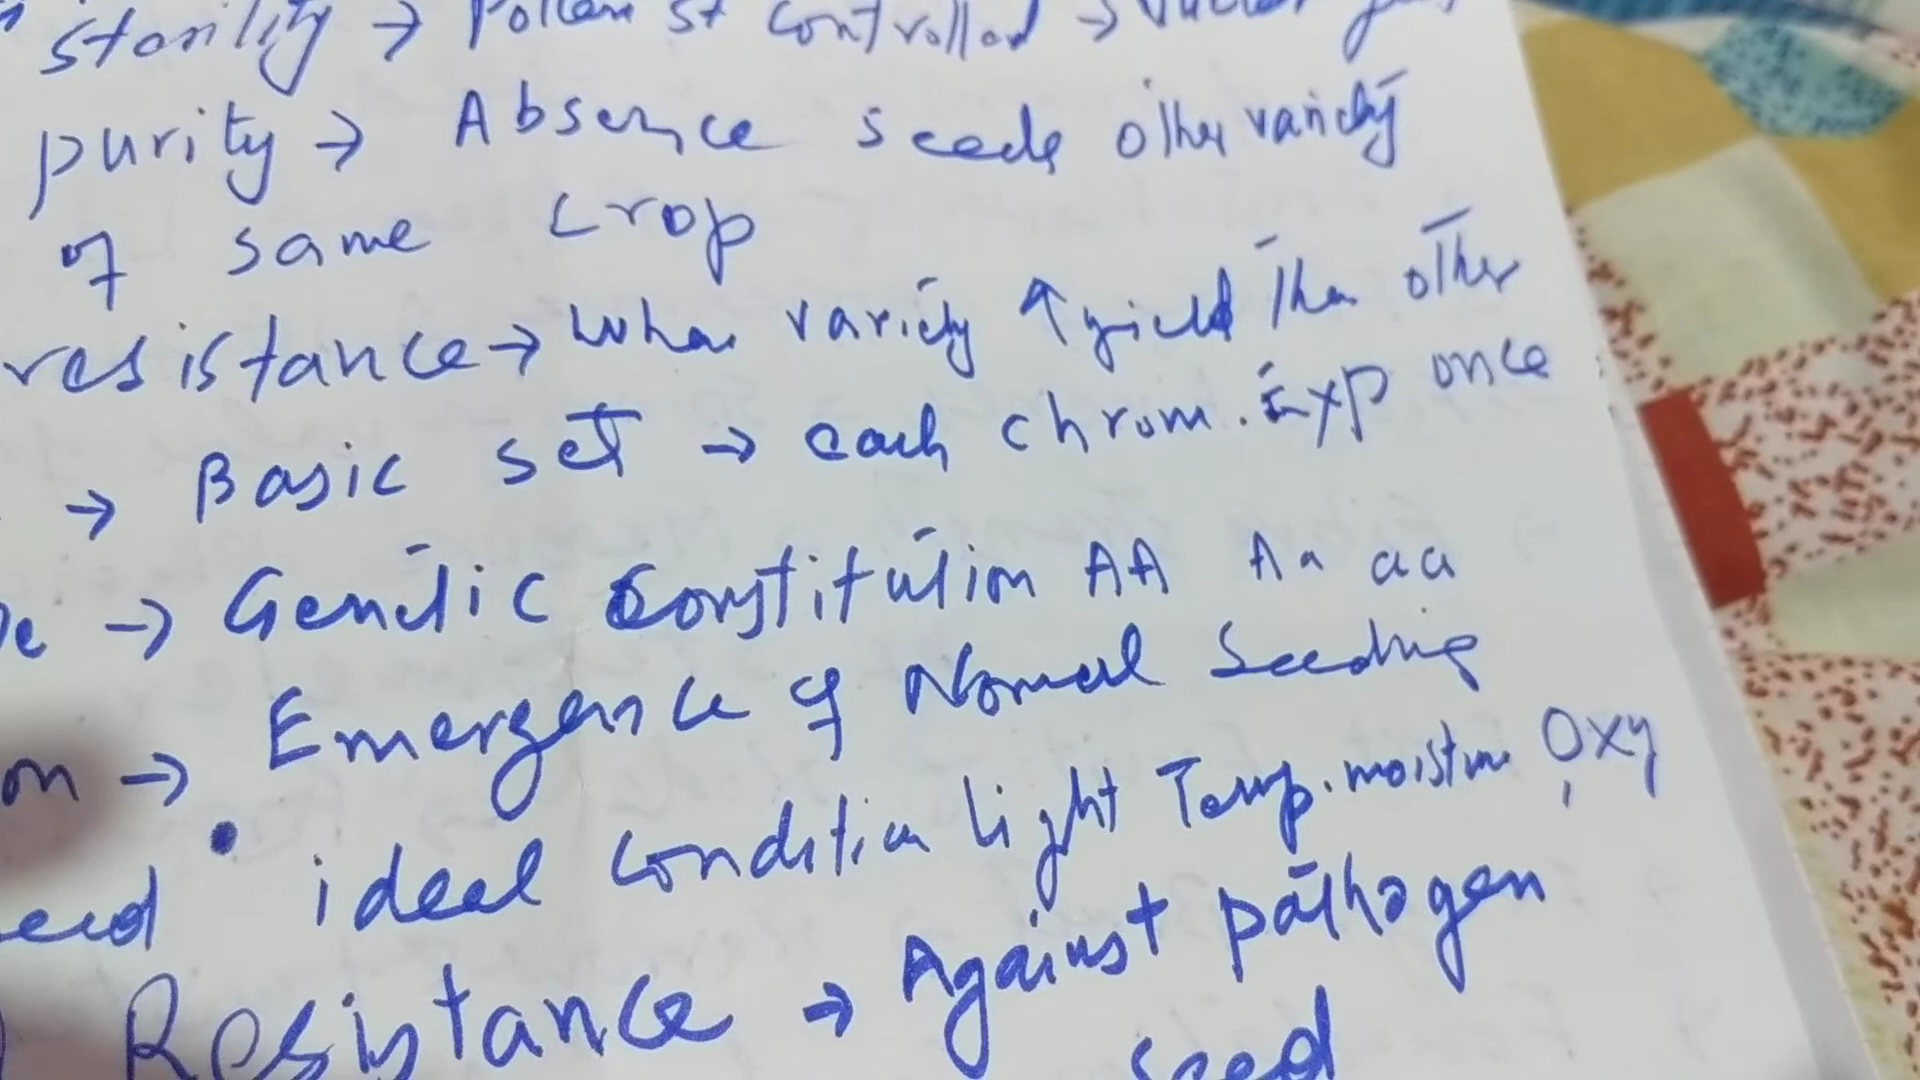 sterility → Pollen st controlled →
purity → Absence seeds other variety
of same crop
resistance → When variety ↑ yield than other
→ Basic set → each chrom. Exp once
→ Genetic Constitution AA Aa aa
on → Emergence of Normal Seedling
ideal condition light Temp. moisture Oxy
Resistance → Against pathogen
seed